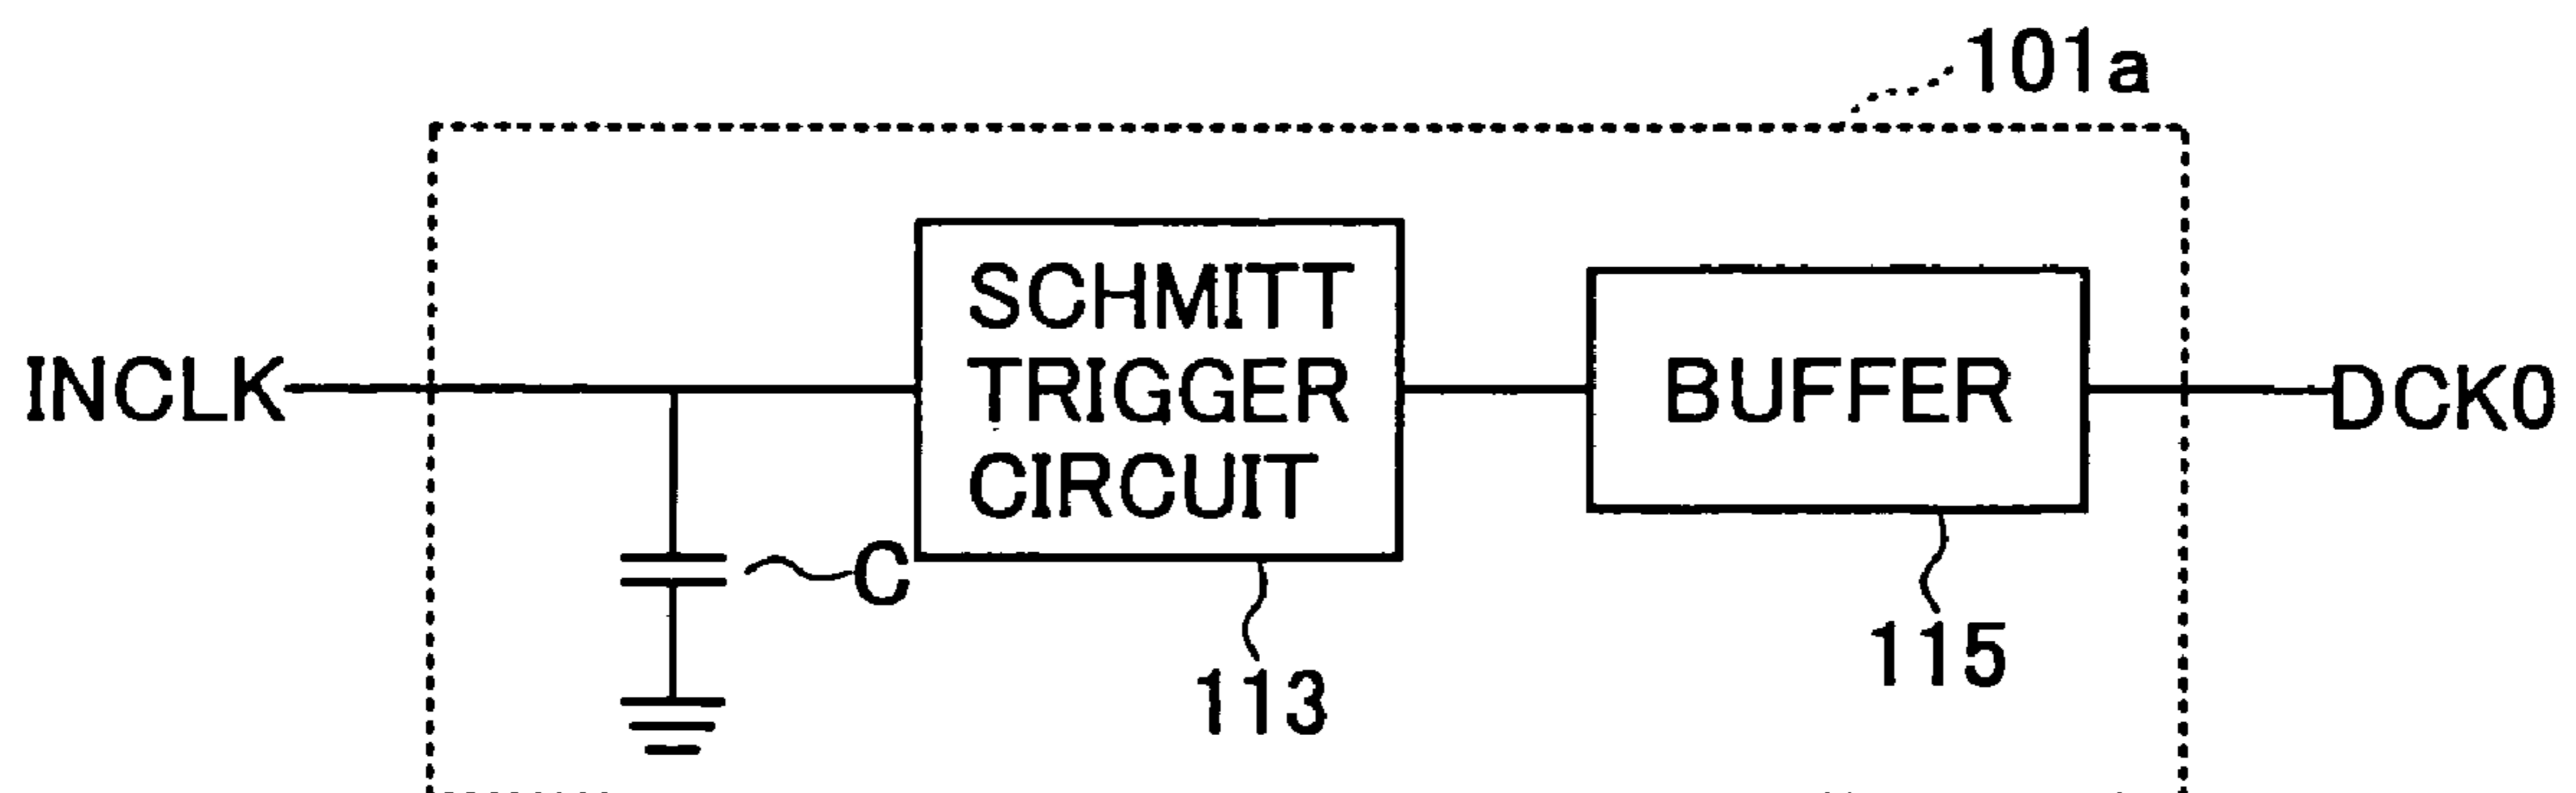 101a
SCHMITT
TRIGGER
CIRCUIT
INCLK
BUFFER
DCK0
C
113
115